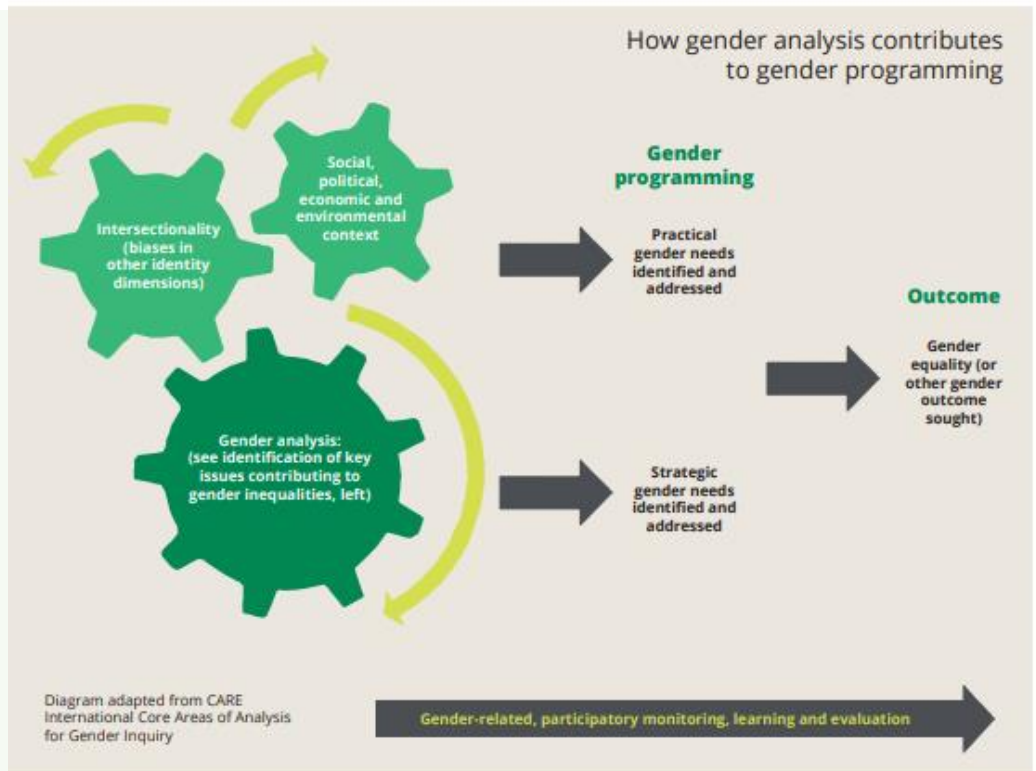 How gender analysis contributes
to gender programming
Intersectionality
(biases in
other identity
dimensions)
Social,
political,
economic and
environmental
context
Gender analysis:
(see identification of key
issues contributing to
gender inequalities, left)
Gender
programming
Practical
gender needs
identified and
addressed
Strategic
gender needs
identified and
addressed
Outcome
Gender
equality (or
other gender
outcome
sought)
Diagram adapted from CARE
International Core Areas of Analysis
for Gender Inquiry
Gender-related, participatory monitoring, learning and evaluation